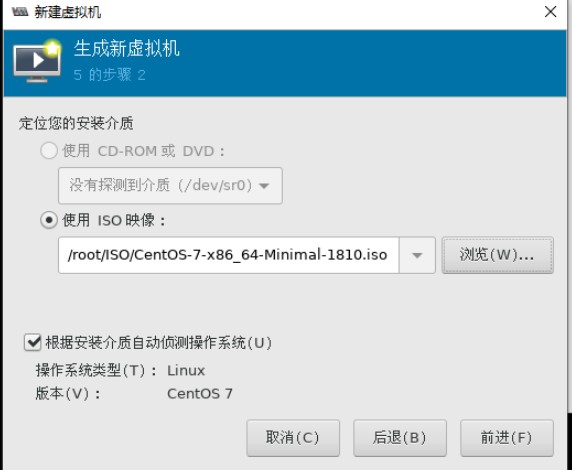 新建虚拟机
生成新虚拟机
5 的步骤 2
定位您的安装介质
使用 CD-ROM 或 DVD：
没有探测到介质（/dev/sr0）
使用 ISO 映像：
/root/ISO/CentOS-7-x86_64-Minimal-1810.iso 浏览(W)...
根据安装介质自动侦测操作系统(U)
操作系统类型(T)： Linux
版本(V)： CentOS 7
取消(C) 后退(B) 前进(F)